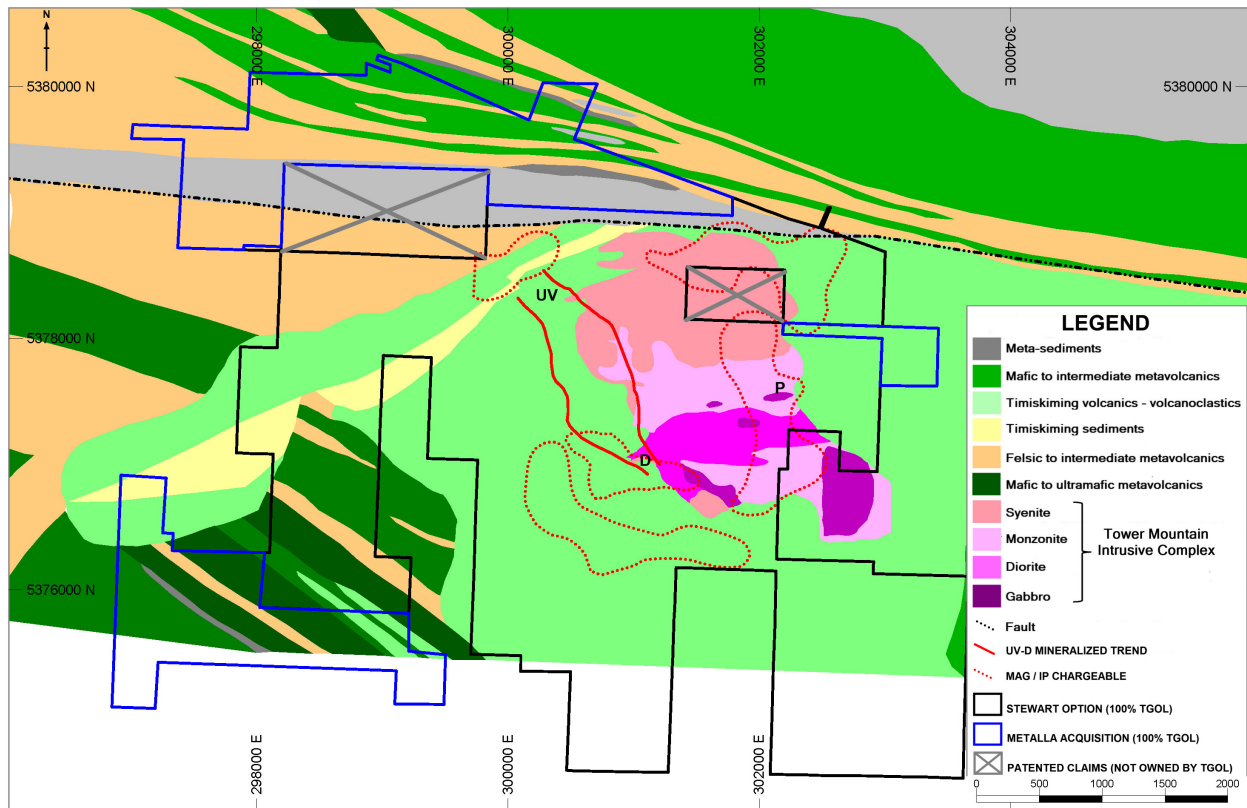 N
298000 E
300000 E
302000 E
304000 E
5380000 N
5380000 N
UV
5378000 N
LEGEND
Meta-sediments
Mafic to intermediate metavolcanics
P
Timiskiming volcanics - volcanoclastics
Timiskiming sediments
D
Felsic to intermediate metavolcanics
Mafic to ultramafic metavolcanics
Syenite
Monzonite
Tower Mountain
Intrusive Complex
Diorite
Gabbro
5376000 N
Fault
UV-D MINERALIZED TREND
MAG / IP CHARGEABLE
STEWART OPTION (100% TGOL)
METALLA ACQUISITION (100% TGOL)
PATENTED CLAIMS (NOT OWNED BY TGOL)
298000 E
300000 E
302000 E
0 500 1000 1500 2000